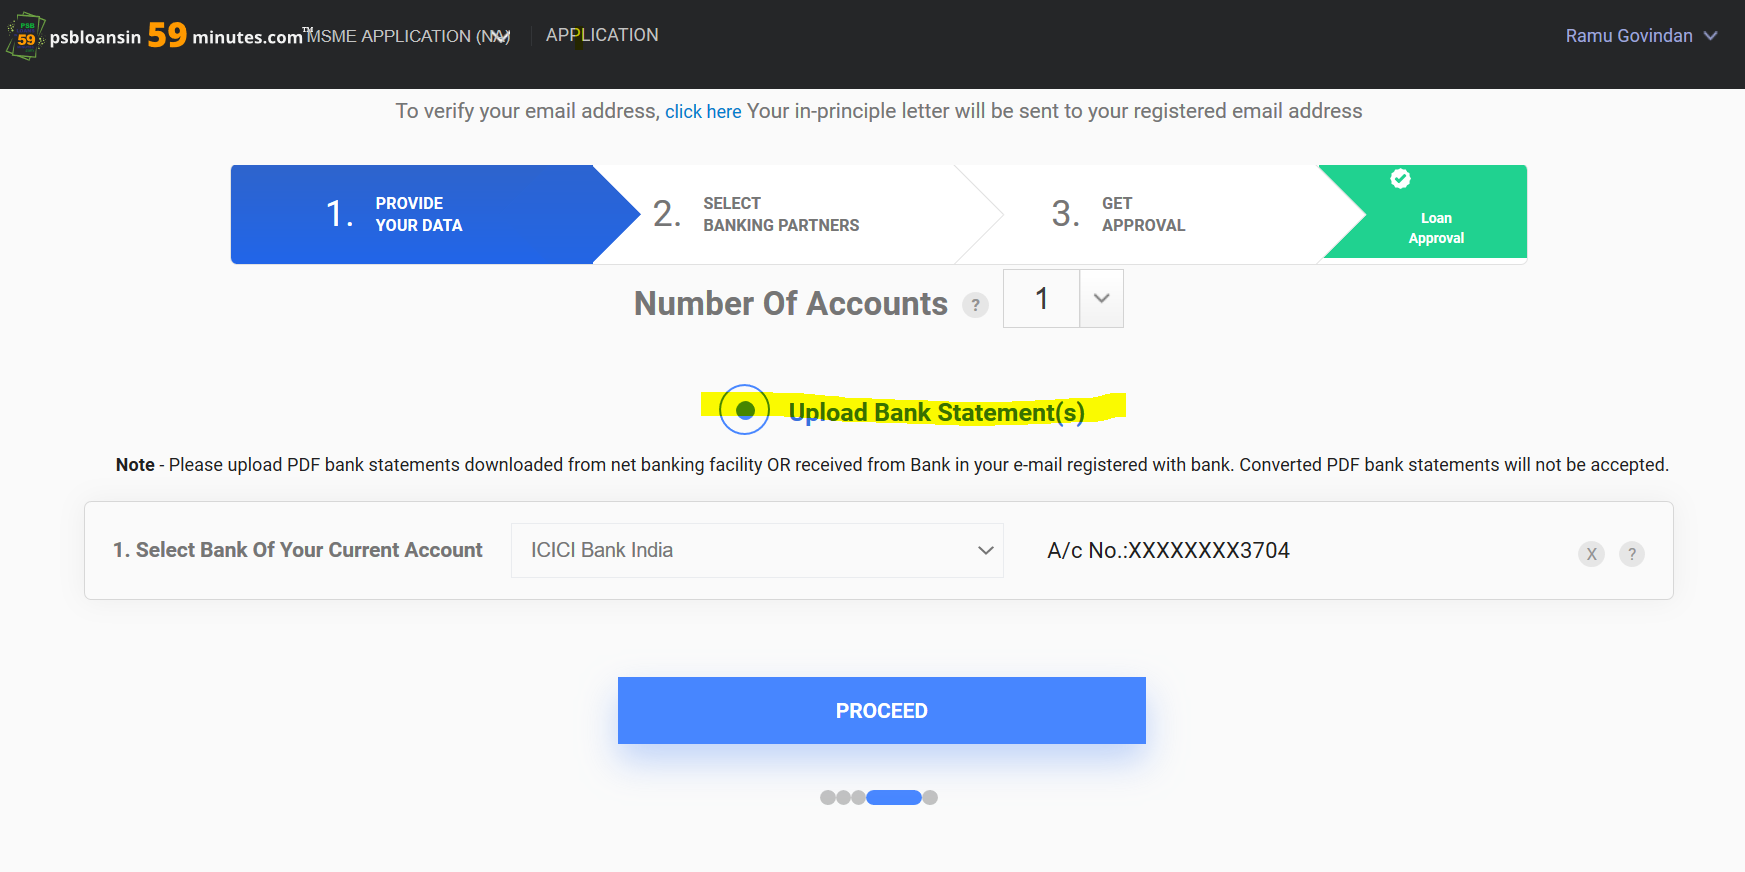 PSB
59
psbloansin 59 minutes.com™
MSME APPLICATION (NA)
APPLICATION
Ramu Govindan
To verify your email address, click here Your in-principle letter will be sent to your registered email address
1. PROVIDE
YOUR DATA
2. SELECT
BANKING PARTNERS
3. GET
APPROVAL
Loan
Approval
Number Of Accounts ? 1
Upload Bank Statement(s)
Note - Please upload PDF bank statements downloaded from net banking facility OR received from Bank in your e-mail registered with bank. Converted PDF bank statements will not be accepted.
1. Select Bank Of Your Current Account ICICI Bank India A/c No.:XXXXXXXX3704 X ?
PROCEED